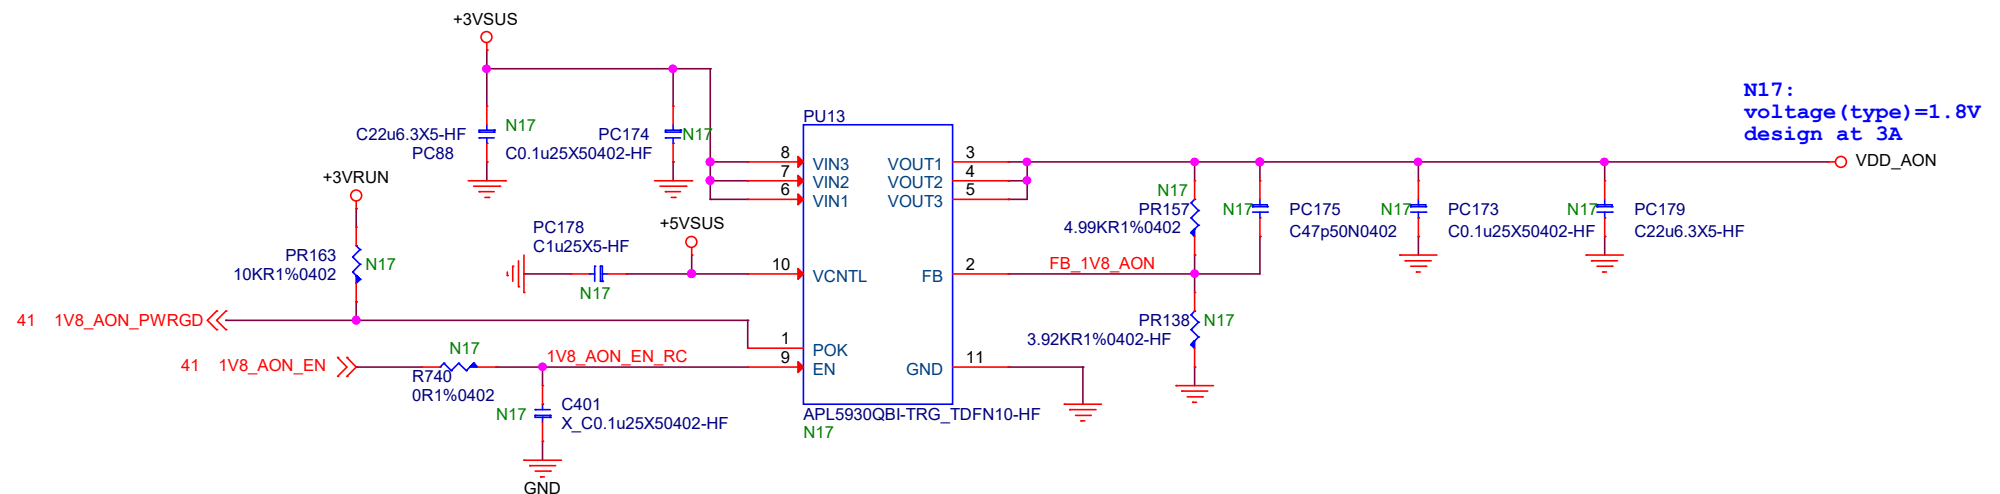 +3VSUS
N17:
voltage(type)=1.8V
design at 3A
C22u6.3X5-HF
PC88
N17
PC174
C0.1u25X50402-HF
N17
PU13
8
7
6
VIN3
VIN2
VIN1
VOUT1
VOUT2
VOUT3
3
4
5
VDD_AON
+3VRUN
PR163
10KR1%0402
N17
PC178
C1u25X5-HF
N17
+5VSUS
10
VCNTL
FB
2
FB_1V8_AON
N17
PR157
4.99KR1%0402
N17
PC175
C47p50N0402
N17
PC173
C0.1u25X50402-HF
N17
PC179
C22u6.3X5-HF
PR138
N17
3.92KR1%0402-HF
41 1V8_AON_PWRGD
1
POK
41 1V8_AON_EN
N17
R740
0R1%0402
1V8_AON_EN_RC
9
EN
GND
11
N17
C401
X_C0.1u25X50402-HF
GND
APL5930QBI-TRG_TDFN10-HF
N17